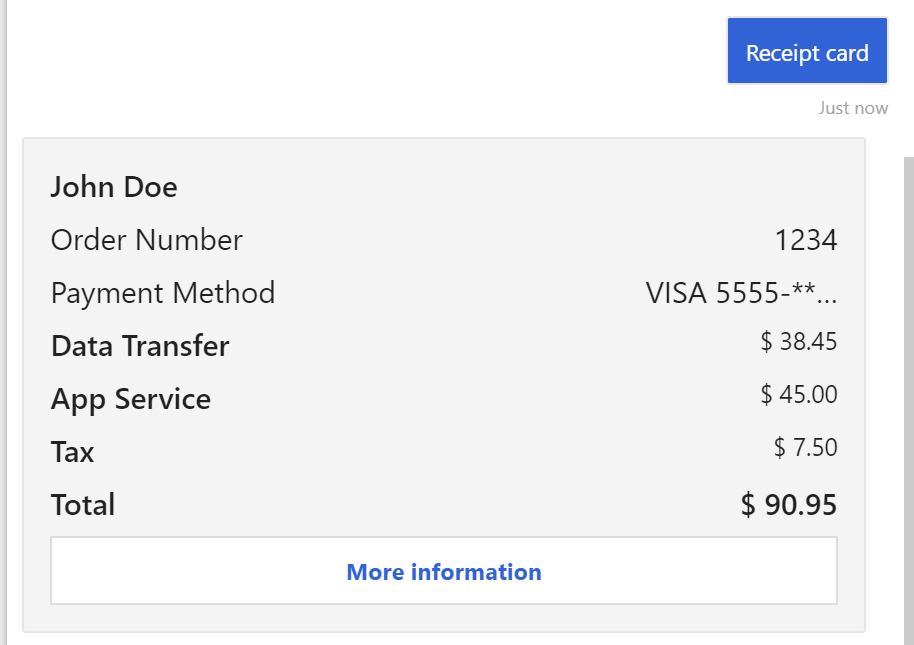 Receipt card
Just now
John Doe
Order Number 1234
Payment Method VISA 5555-**...
Data Transfer $ 38.45
App Service $ 45.00
Tax $ 7.50
Total $ 90.95
More information